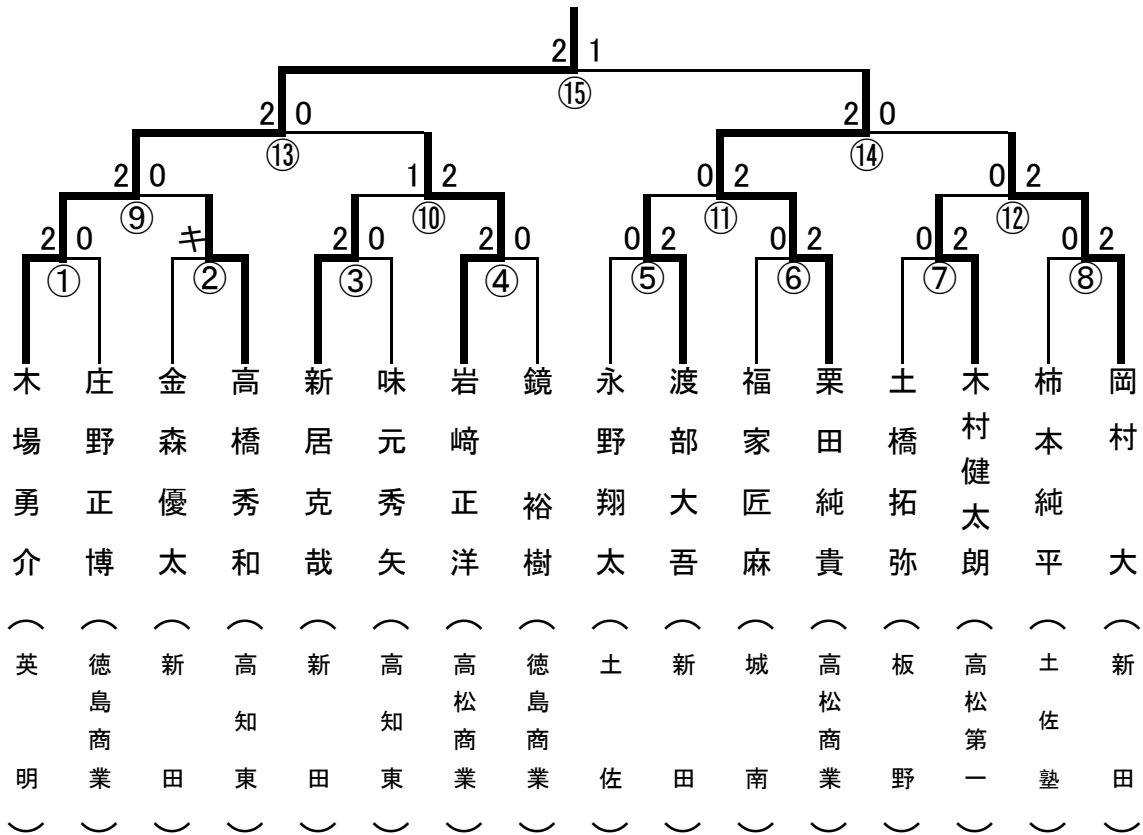 2 1
⑮
2 0
⑬
2 0
⑭
2 0
⑨
1 2
⑩
0 2
⑪
0 2
⑫
2 0
①
キ
②
2 0
③
2 0
④
0 2
⑤
0 2
⑥
0 2
⑦
0 2
⑧
木場勇介（英明）
庄野正博（徳島商業）
金森優太（新田）
高橋秀和（高知東）
新居克哉（新田）
味元秀矢（高知東）
岩﨑正洋（高松商業）
鏡裕樹（徳島商業）
永野翔太（土佐）
渡部大吾（新田）
福家匠麻（城南）
栗田純貴（高松商業）
土橋拓弥（板野）
木村健太朗（高松第一）
柿本純平（土佐塾）
岡村大（新田）